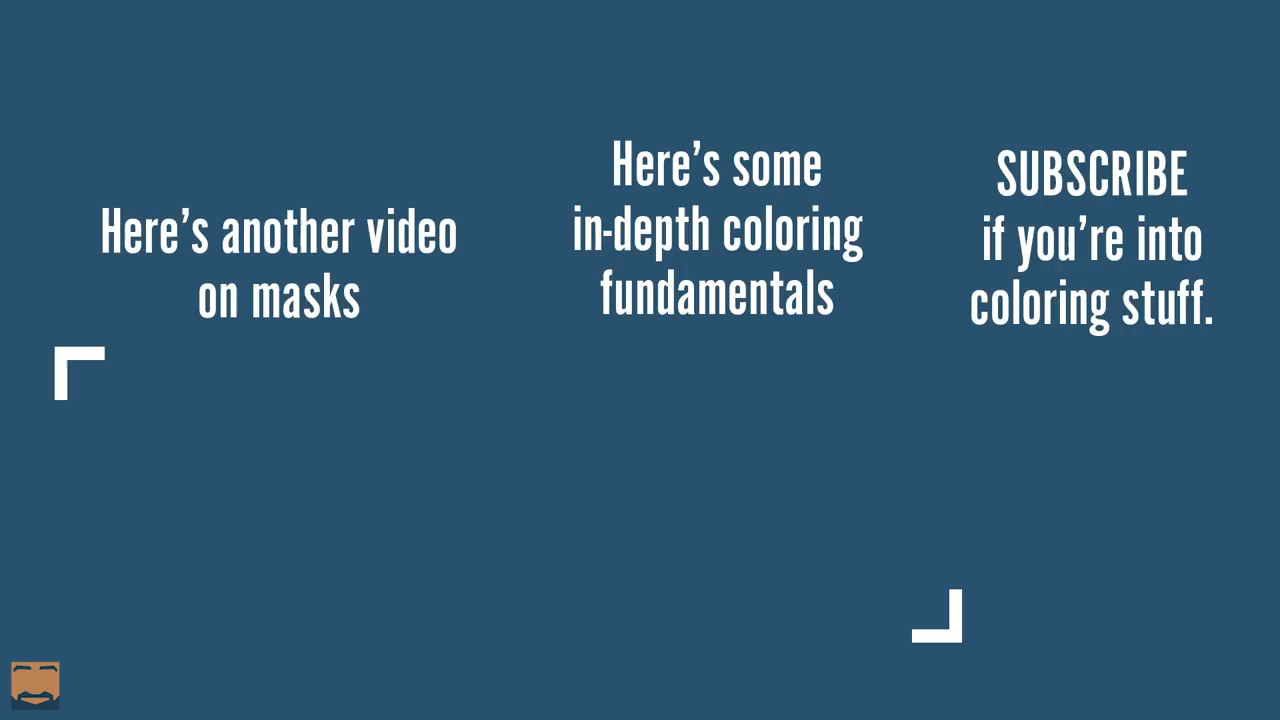 Here’s another video
on masks
Here’s some
in-depth coloring
fundamentals
SUBSCRIBE
if you’re into
coloring stuff.